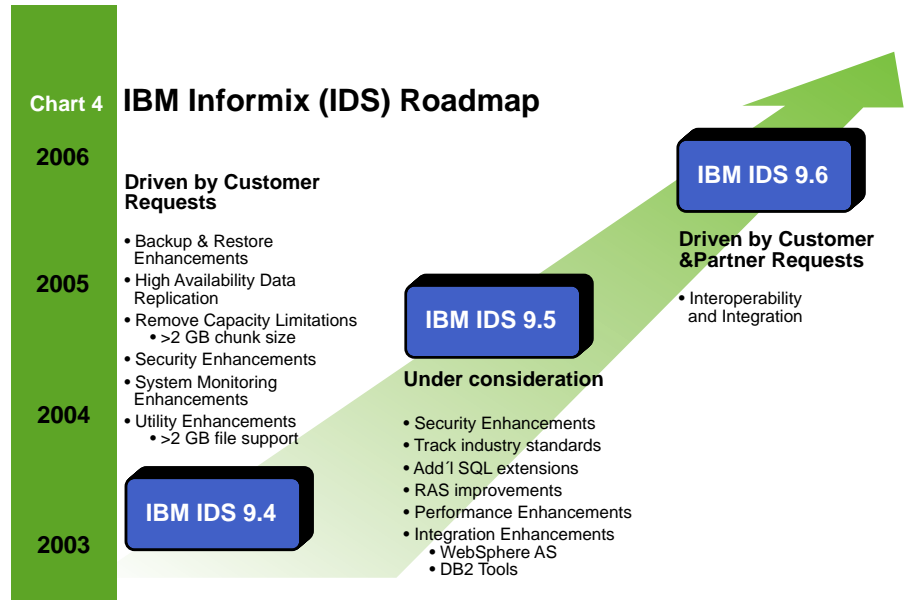 Chart 4
IBM Informix (IDS) Roadmap
2006
2005
2004
2003
Driven by Customer
Requests
• Backup & Restore
Enhancements
• High Availability Data
Replication
• Remove Capacity Limitations
• >2 GB chunk size
• Security Enhancements
• System Monitoring
Enhancements
• Utility Enhancements
• >2 GB file support
IBM IDS 9.4
IBM IDS 9.5
Under consideration
• Security Enhancements
• Track industry standards
• Add´l SQL extensions
• RAS improvements
• Performance Enhancements
• Integration Enhancements
• WebSphere AS
• DB2 Tools
IBM IDS 9.6
Driven by Customer
&Partner Requests
• Interoperability
and Integration